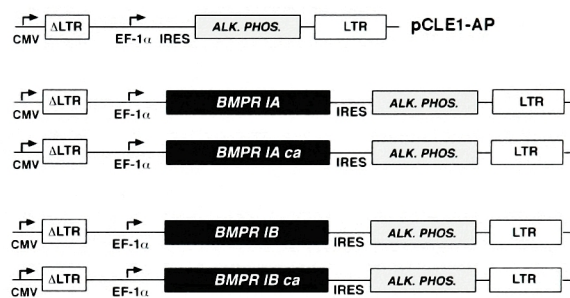 ΔLTR ALK. PHOS. LTR pCLE1-AP
CMV EF-1α IRES
ΔLTR BMPR IA ALK. PHOS. LTR
CMV EF-1α IRES
ΔLTR BMPR IA ca ALK. PHOS. LTR
CMV EF-1α IRES
ΔLTR BMPR IB ALK. PHOS. LTR
CMV EF-1α IRES
ΔLTR BMPR IB ca ALK. PHOS. LTR
CMV EF-1α IRES